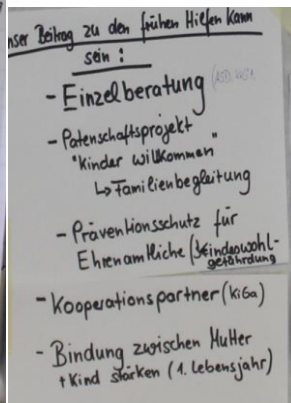 nser Beitrag zu den frühen Hilfen kann
sein :
- Einzelberatung
- Patenschaftsprojekt
"Kinder willkommen"
↳ Familienbegleitung
- Präventionsschutz für
Ehrenamtliche (Kindeswohl-
gefährdung
- Kooperationspartner (KiGa)
- Bindung zwischen Mutter
+ Kind stärken (1. Lebensjahr)